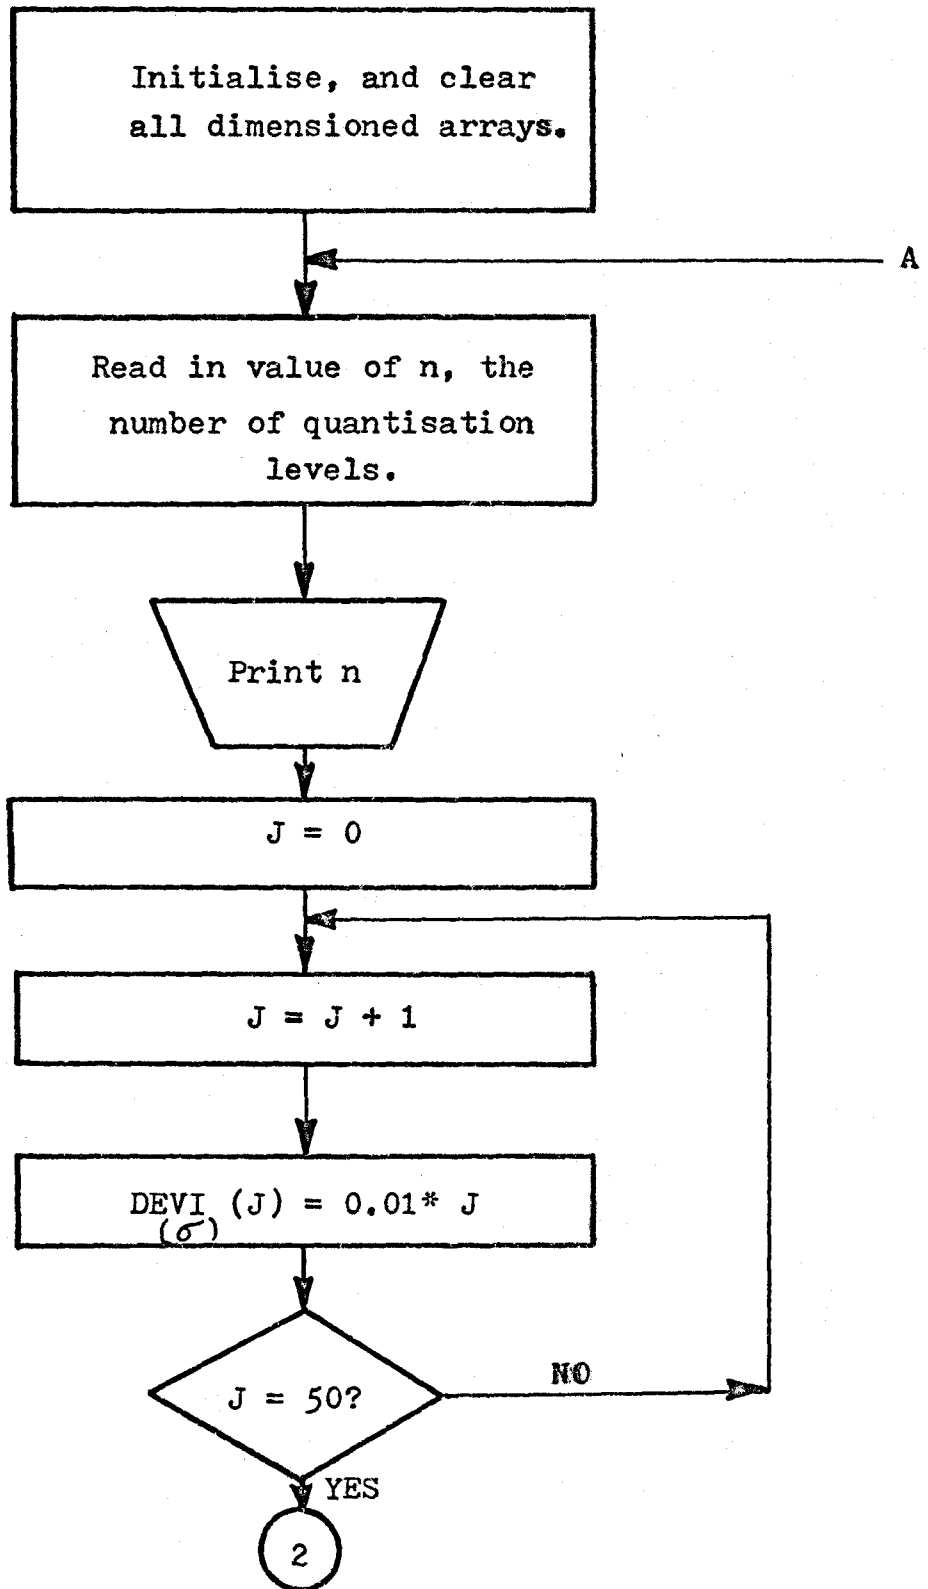 Initialise, and clear
all dimensioned arrays.
A
Read in value of n, the
number of quantisation
levels.
Print n
J = 0
J = J + 1
DEVI (J) = 0.01* J
(σ)
J = 50?
NO
YES
2